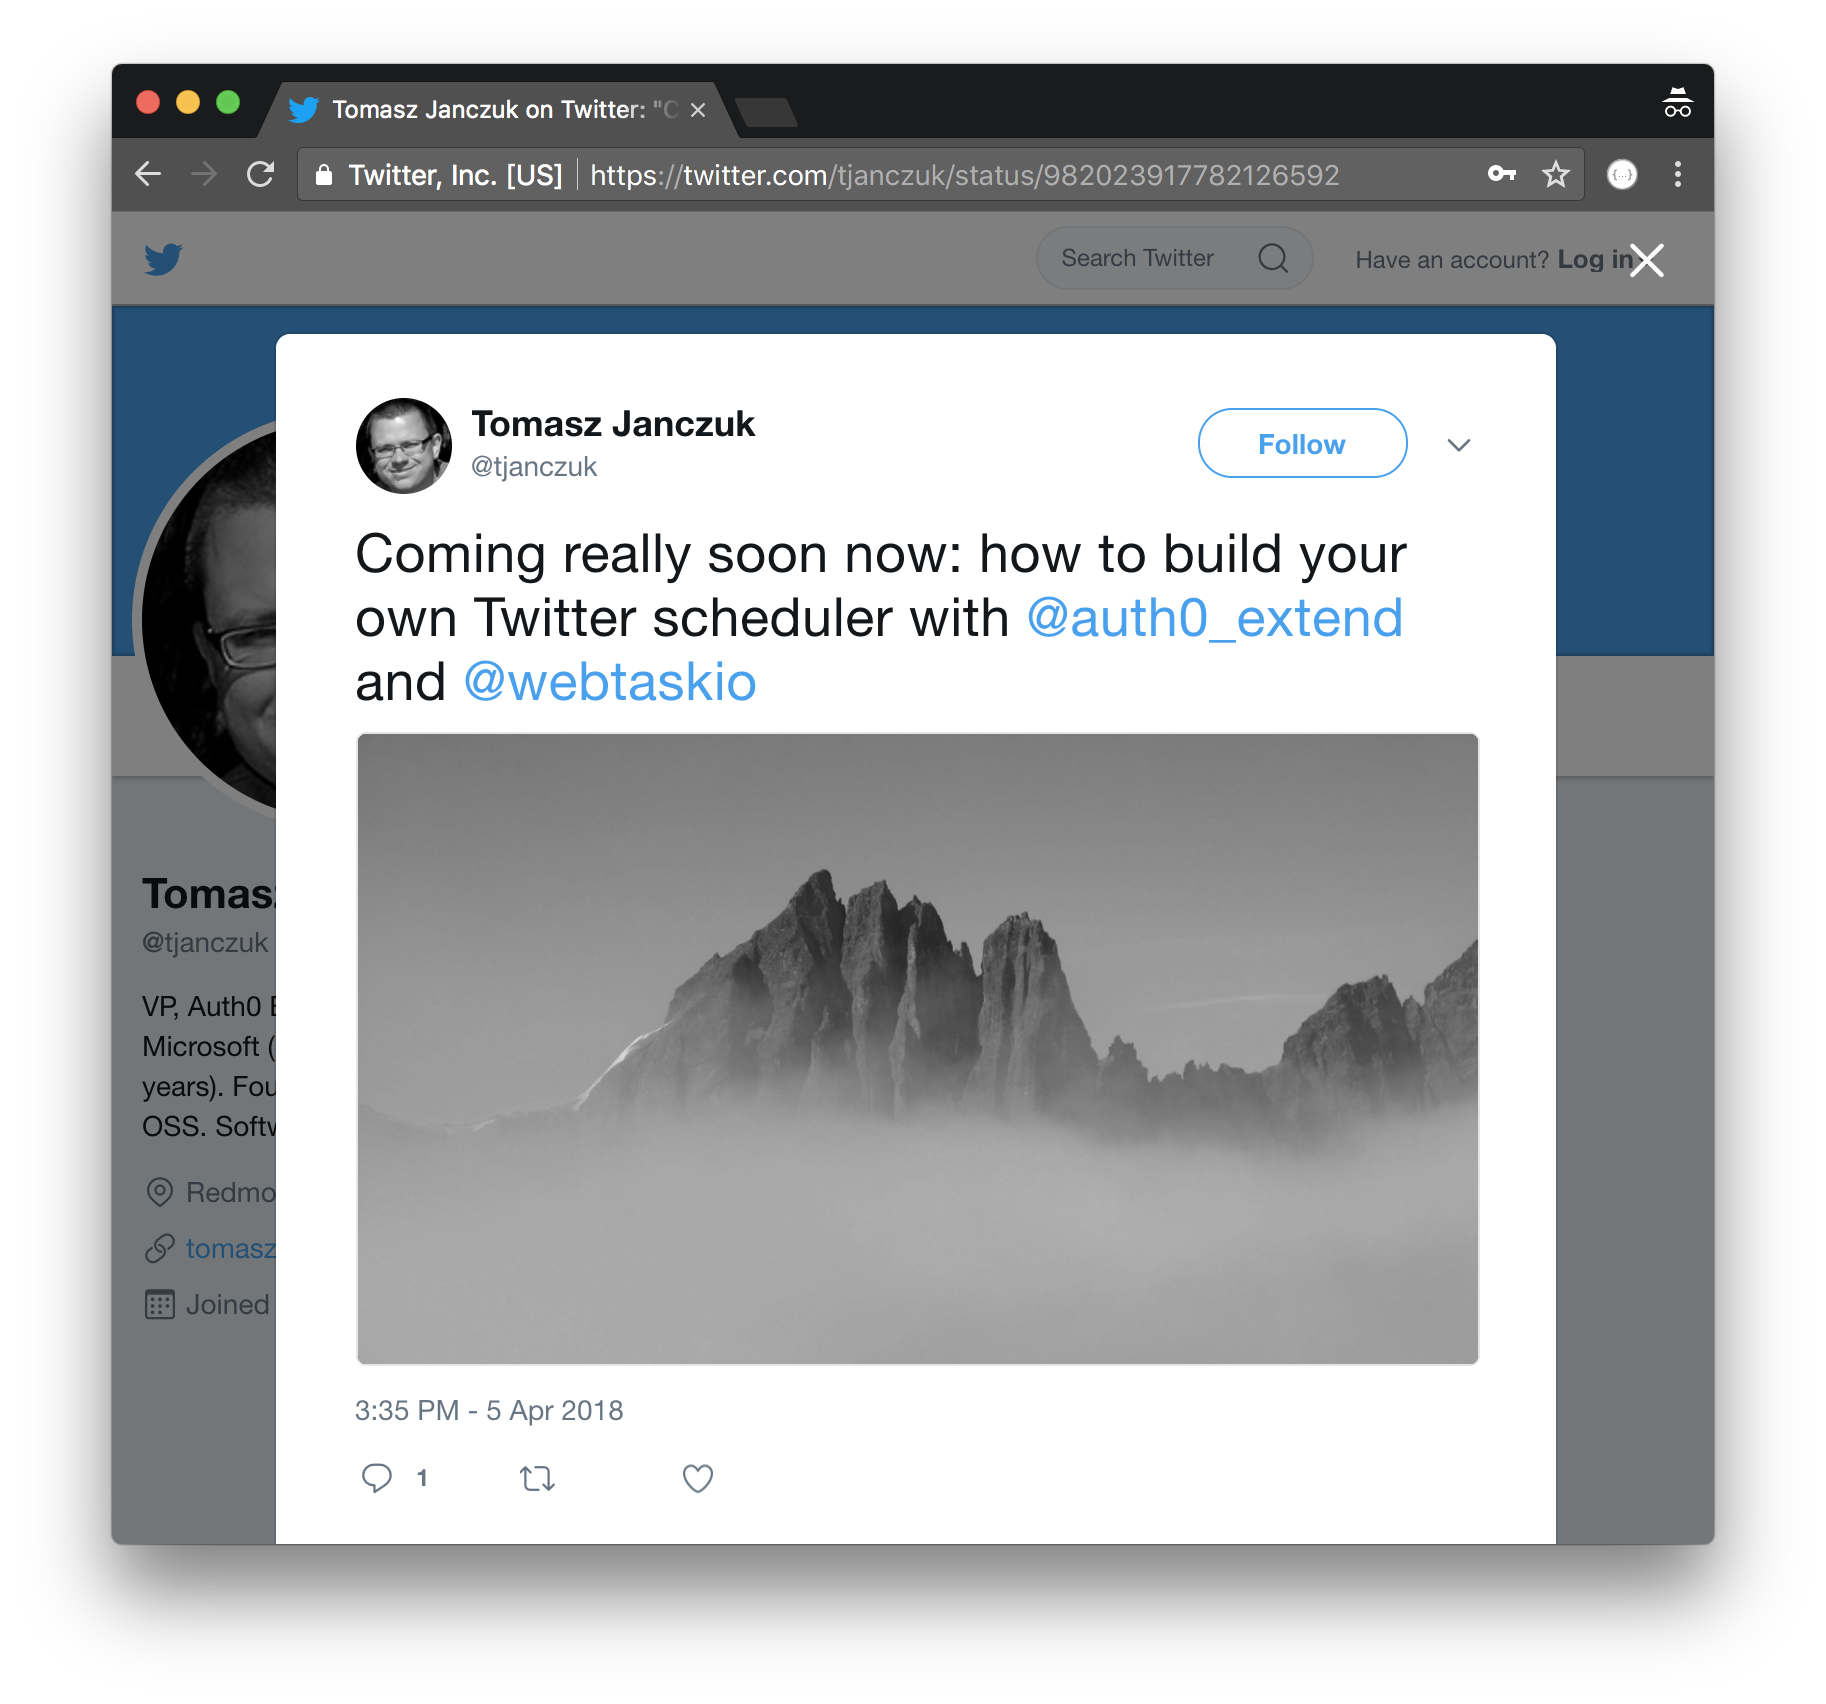 Tomasz Janczuk on Twitter: "C
Twitter, Inc. [US] https://twitter.com/tjanczuk/status/982023917782126592
Search Twitter
Have an account? Log in
Tomasz Janczuk
@tjanczuk
Follow
Coming really soon now: how to build your
own Twitter scheduler with @auth0_extend
and @webtaskio
Tomasz
@tjanczuk
VP, Auth0 E
Microsoft (
years). Fou
OSS. Softw
Redmo
tomasz
Joined
3:35 PM - 5 Apr 2018
1